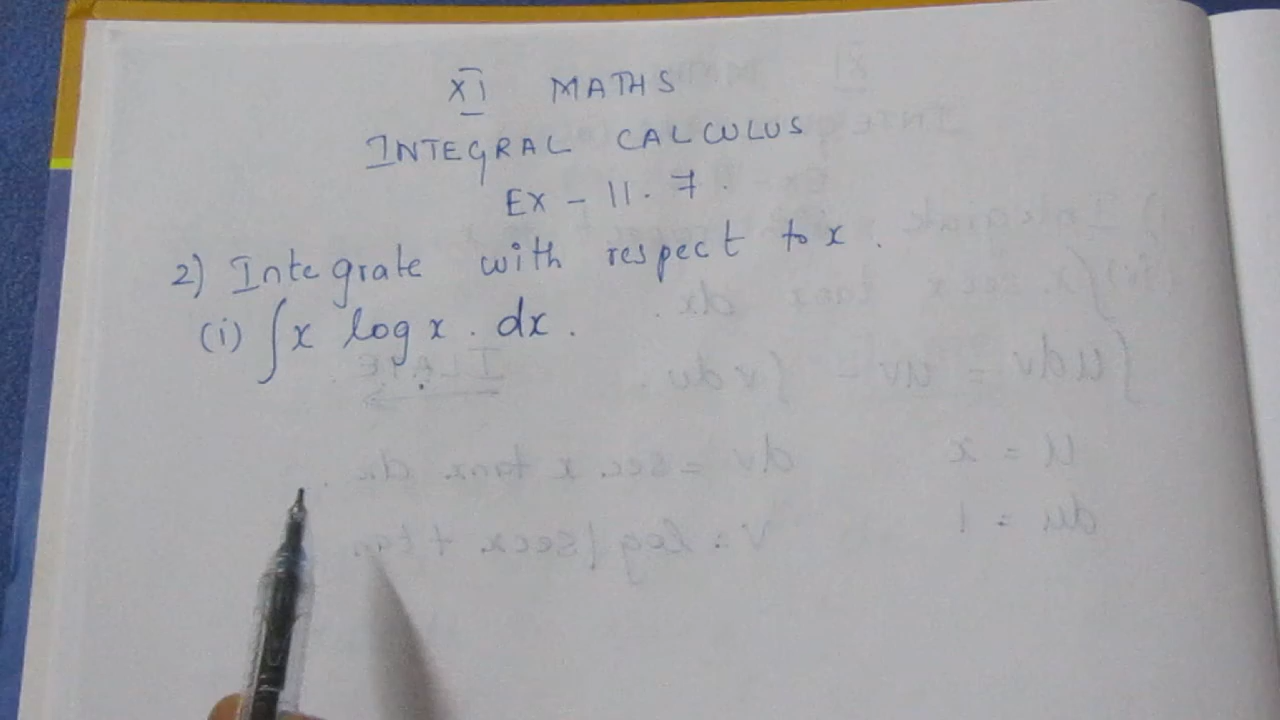 XI MATHS
INTEGRAL CALCULUS
Ex - 11.7.
2) Integrate with respect to x.
(i) ∫x log x . dx.